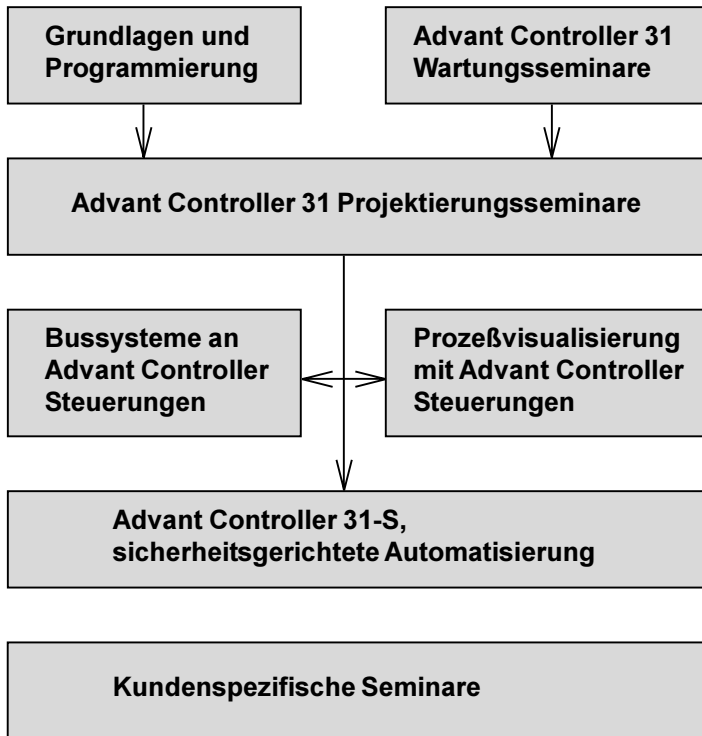 Grundlagen und
Programmierung
Advant Controller 31
Wartungsseminare
Advant Controller 31 Projektierungsseminare
Bussysteme an
Advant Controller
Steuerungen
Prozeßvisualisierung
mit Advant Controller
Steuerungen
Advant Controller 31-S,
sicherheitsgerichtete Automatisierung
Kundenspezifische Seminare